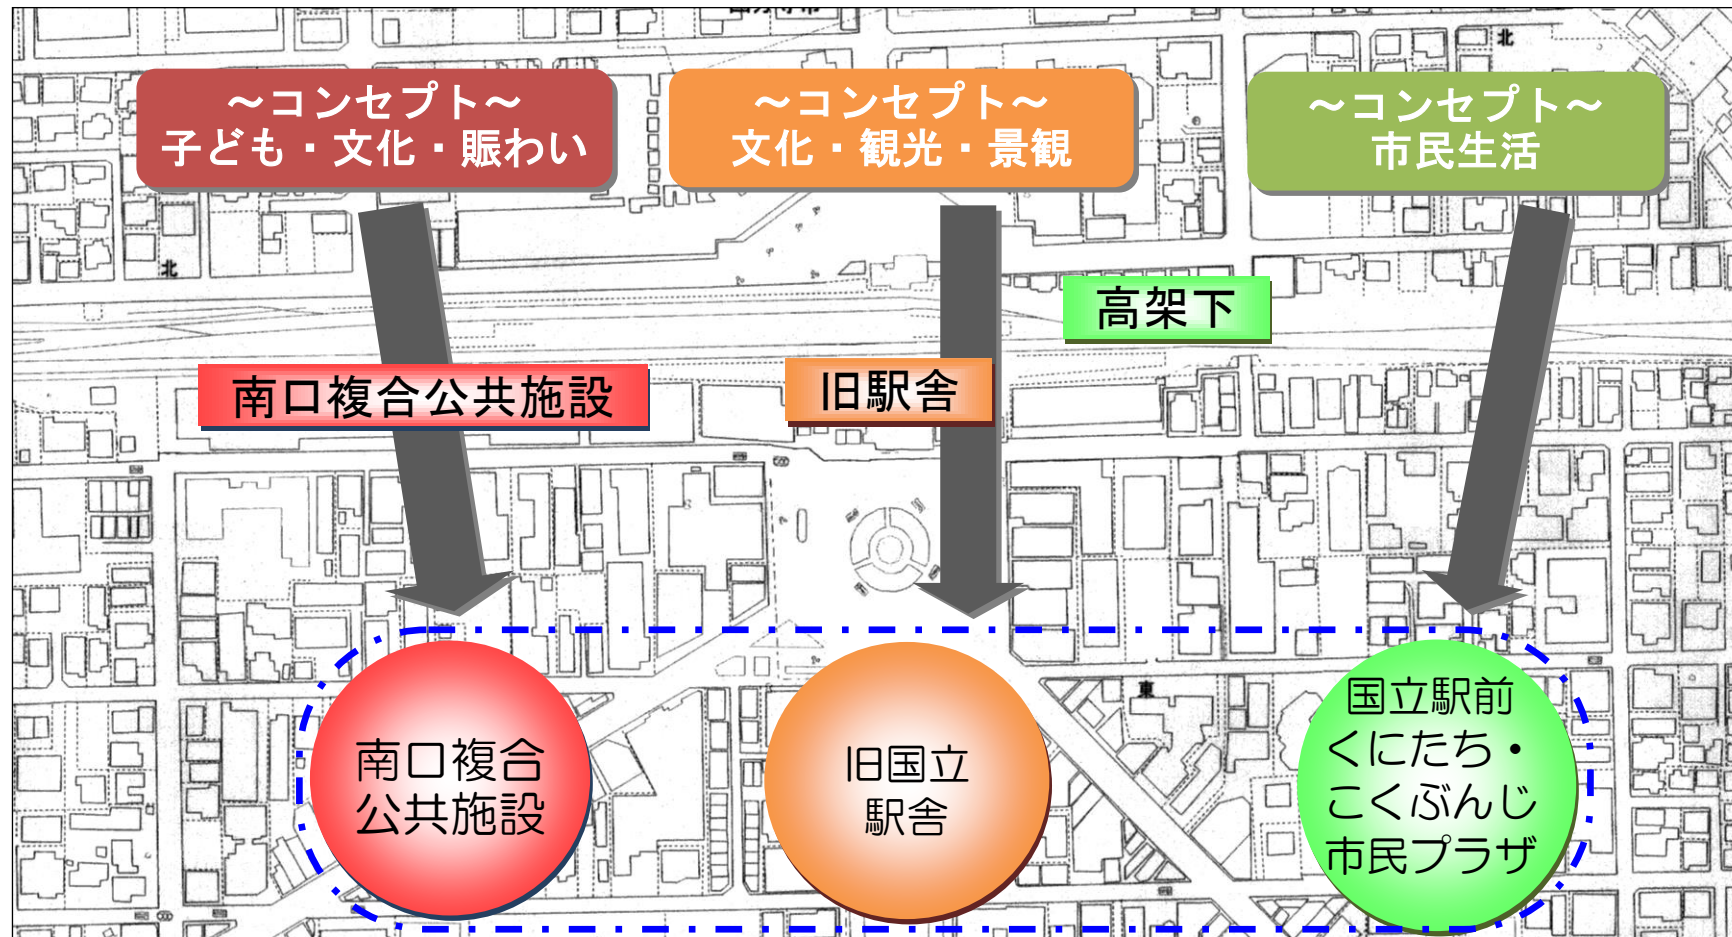 北
～コンセプト～
子ども・文化・賑わい
～コンセプト～
文化・観光・景観
～コンセプト～
市民生活
北
高架下
南口複合公共施設
旧駅舎
東
南口複合
公共施設
旧国立
駅舎
国立駅前
くにたち・
こくぶんじ
市民プラザ